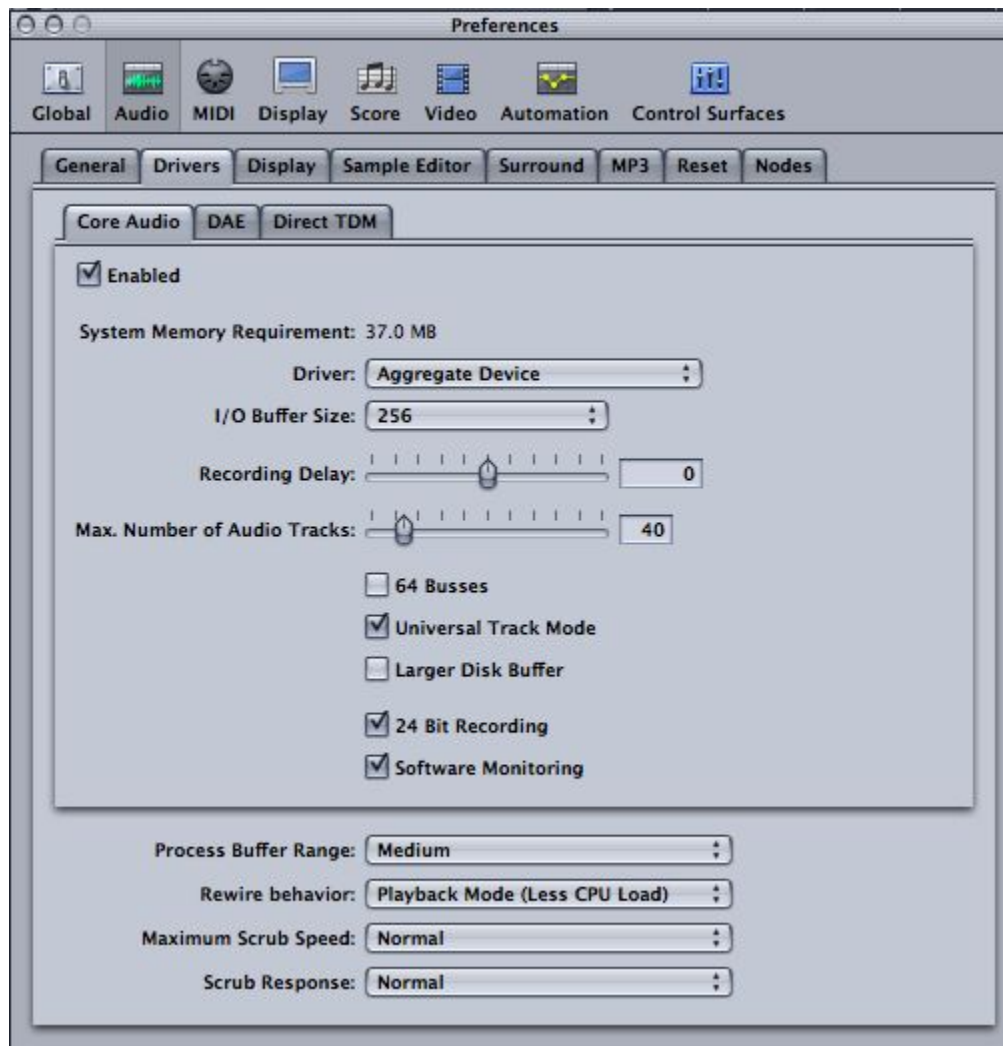 Preferences
Global Audio MIDI Display Score Video Automation Control Surfaces
General Drivers Display Sample Editor Surround MP3 Reset Nodes
Core Audio DAE Direct TDM
Enabled
System Memory Requirement: 37.0 MB
Driver: Aggregate Device
I/O Buffer Size: 256
Recording Delay: 0
Max. Number of Audio Tracks: 40
64 Busses
Universal Track Mode
Larger Disk Buffer
24 Bit Recording
Software Monitoring
Process Buffer Range: Medium
Rewire behavior: Playback Mode (Less CPU Load)
Maximum Scrub Speed: Normal
Scrub Response: Normal